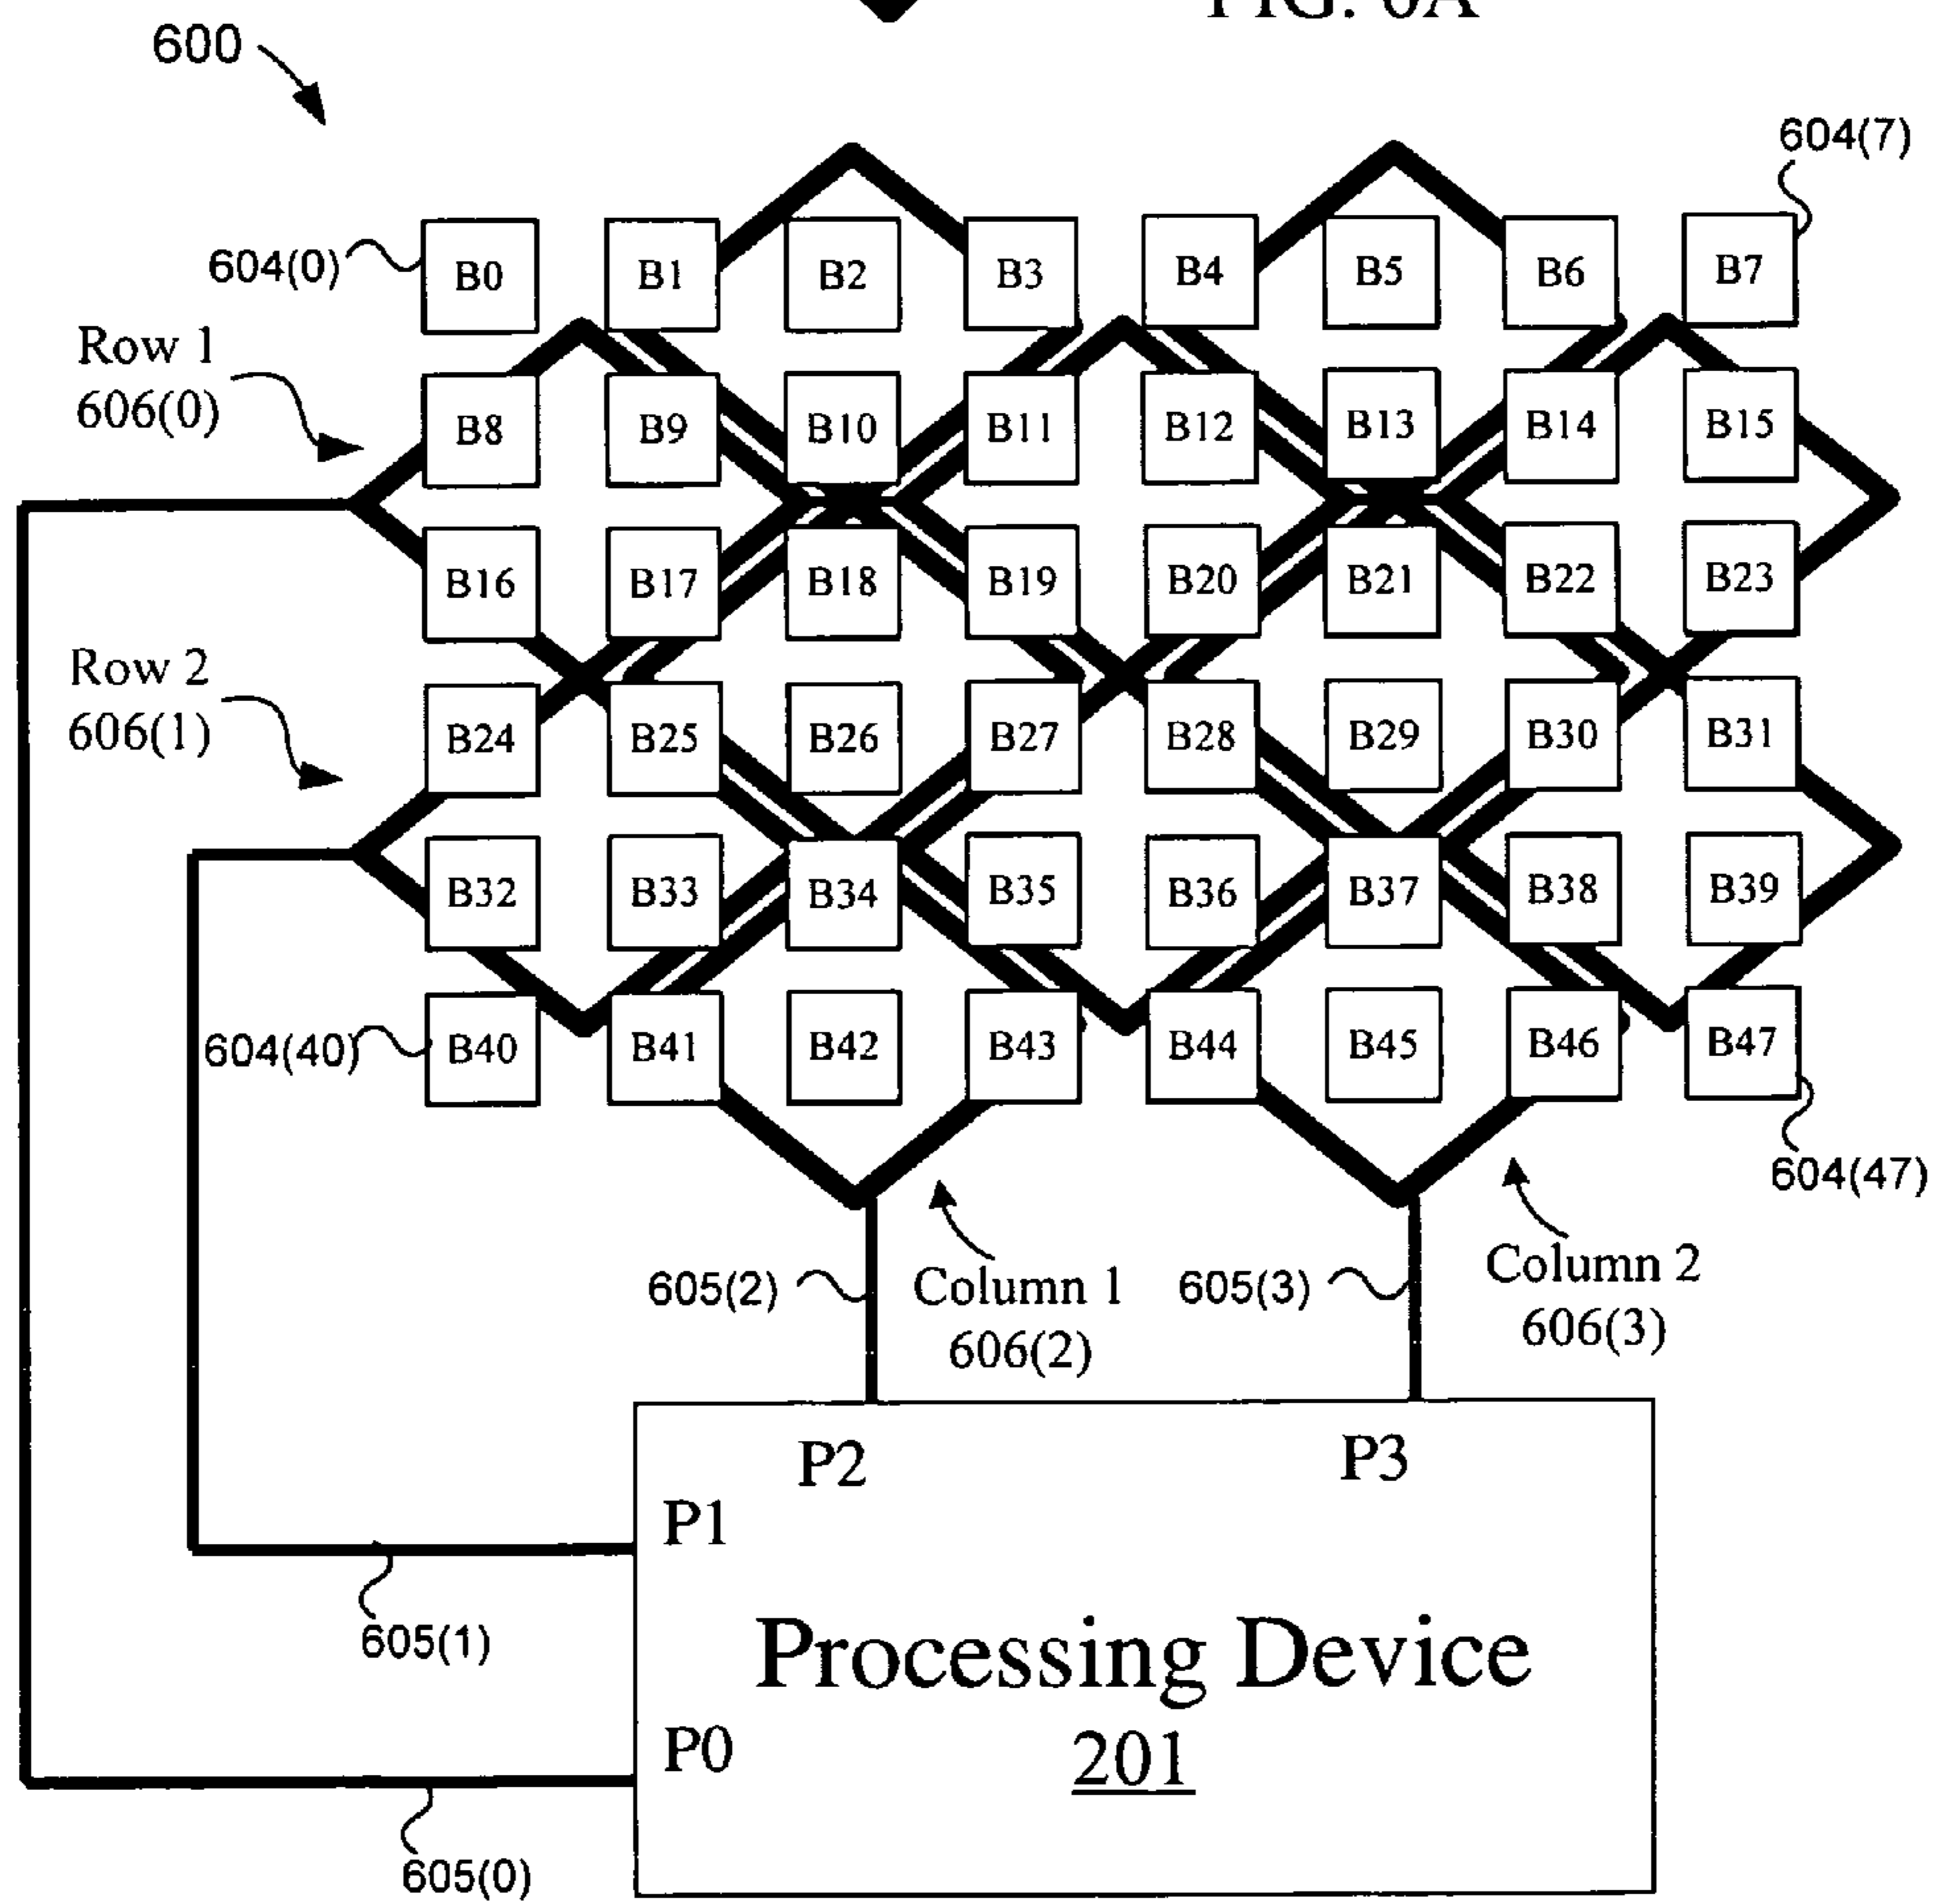 FIG. 6A
600
604(7)
604(0)
B0 B1 B2 B3 B4 B5 B6 B7
Row 1
606(0)
B8 B9 B10 B11 B12 B13 B14 B15
B16 B17 B18 B19 B20 B21 B22 B23
Row 2
606(1)
B24 B25 B26 B27 B28 B29 B30 B31
B32 B33 B34 B35 B36 B37 B38 B39
604(40)
B40 B41 B42 B43 B44 B45 B46 B47
604(47)
605(2)
Column 1
606(2)
605(3)
Column 2
606(3)
P2
P3
P1
605(1)
Processing Device
201
P0
605(0)